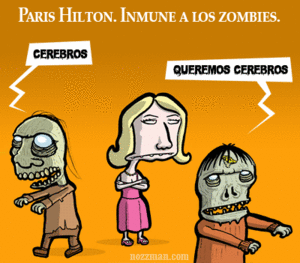 PARIS HILTON. INMUNE A LOS ZOMBIES.
CEREBROS
QUEREMOS CEREBROS
nozzman.com